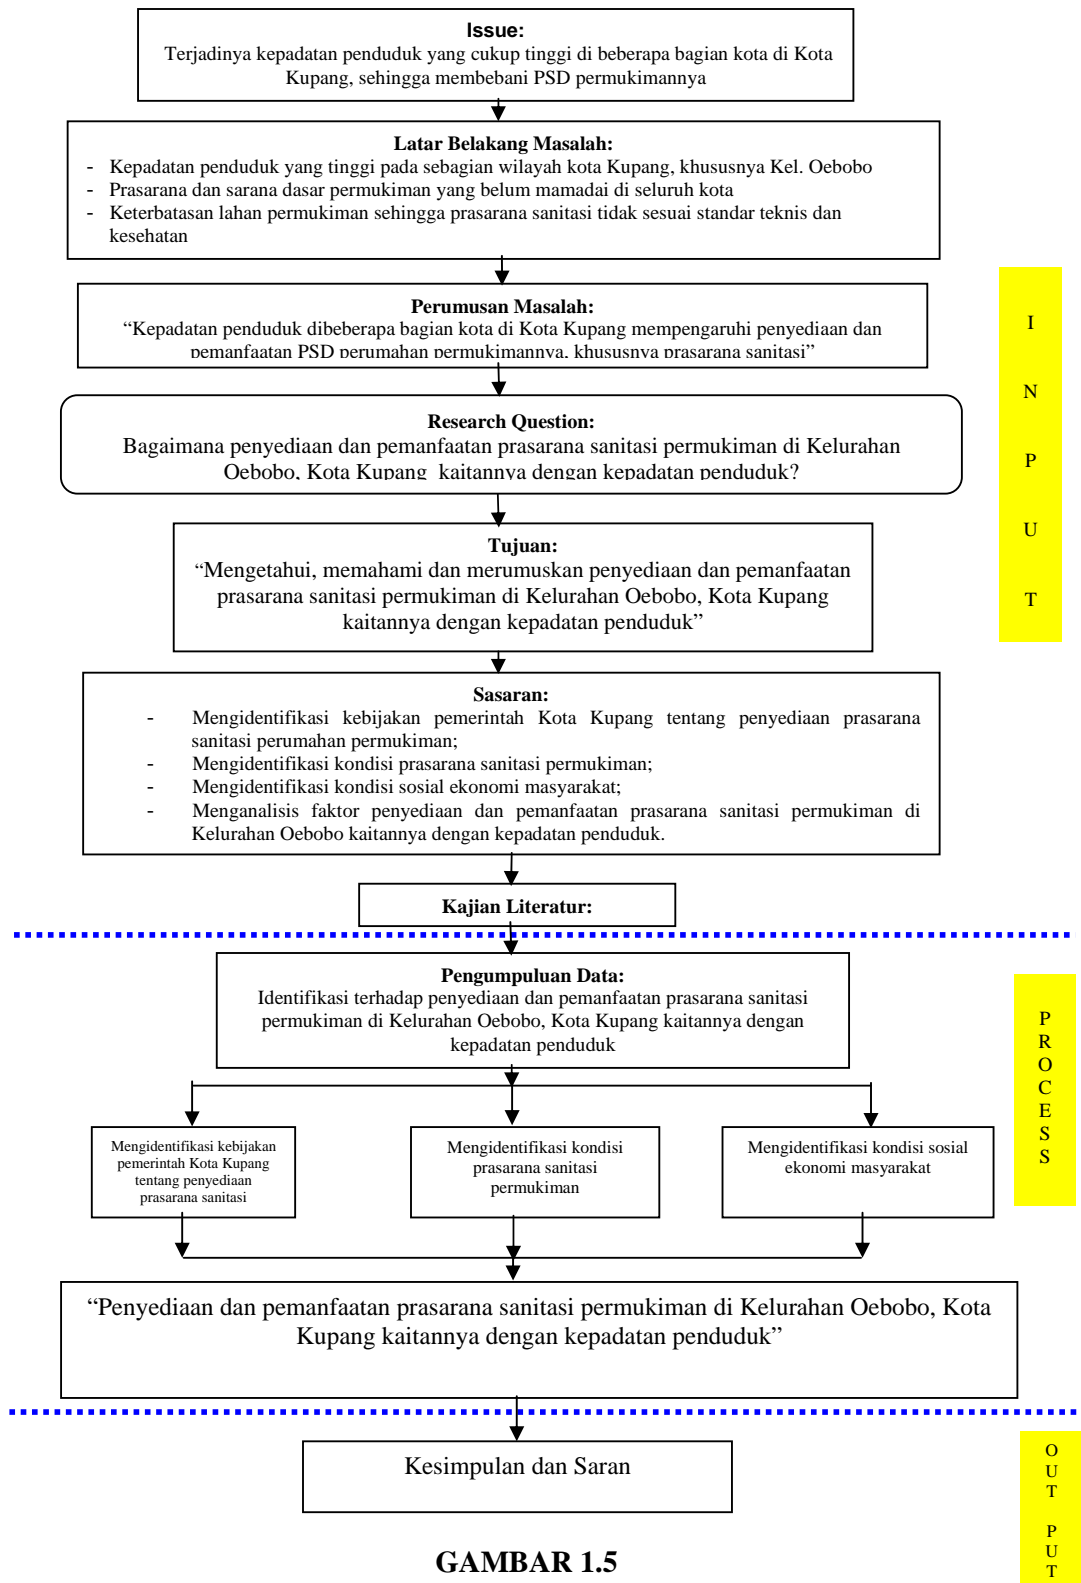 Issue:
Terjadinya kepadatan penduduk yang cukup tinggi di beberapa bagian kota di Kota
Kupang, sehingga membebani PSD permukimannya
Latar Belakang Masalah:
- Kepadatan penduduk yang tinggi pada sebagian wilayah kota Kupang, khususnya Kel. Oebobo
- Prasarana dan sarana dasar permukiman yang belum mamadai di seluruh kota
- Keterbatasan lahan permukiman sehingga prasarana sanitasi tidak sesuai standar teknis dan
kesehatan
Perumusan Masalah:
“Kepadatan penduduk dibeberapa bagian kota di Kota Kupang mempengaruhi penyediaan dan
pemanfaatan PSD perumahan permukimannya, khususnya prasarana sanitasi”
Research Question:
Bagaimana penyediaan dan pemanfaatan prasarana sanitasi permukiman di Kelurahan
Oebobo, Kota Kupang kaitannya dengan kepadatan penduduk?
Tujuan:
“Mengetahui, memahami dan merumuskan penyediaan dan pemanfaatan
prasarana sanitasi permukiman di Kelurahan Oebobo, Kota Kupang
kaitannya dengan kepadatan penduduk”
Sasaran:
- Mengidentifikasi kebijakan pemerintah Kota Kupang tentang penyediaan prasarana
sanitasi perumahan permukiman;
- Mengidentifikasi kondisi prasarana sanitasi permukiman;
- Mengidentifikasi kondisi sosial ekonomi masyarakat;
- Menganalisis faktor penyediaan dan pemanfaatan prasarana sanitasi permukiman di
Kelurahan Oebobo kaitannya dengan kepadatan penduduk.
Kajian Literatur:
I
N
P
U
T
Pengumpuluan Data:
Identifikasi terhadap penyediaan dan pemanfaatan prasarana sanitasi
permukiman di Kelurahan Oebobo, Kota Kupang kaitannya dengan
kepadatan penduduk
Mengidentifikasi kebijakan
pemerintah Kota Kupang
tentang penyediaan
prasarana sanitasi
Mengidentifikasi kondisi
prasarana sanitasi
permukiman
Mengidentifikasi kondisi sosial
ekonomi masyarakat
“Penyediaan dan pemanfaatan prasarana sanitasi permukiman di Kelurahan Oebobo, Kota
Kupang kaitannya dengan kepadatan penduduk”
P
R
O
C
E
S
S
Kesimpulan dan Saran
O
U
T
P
U
T
GAMBAR 1.5